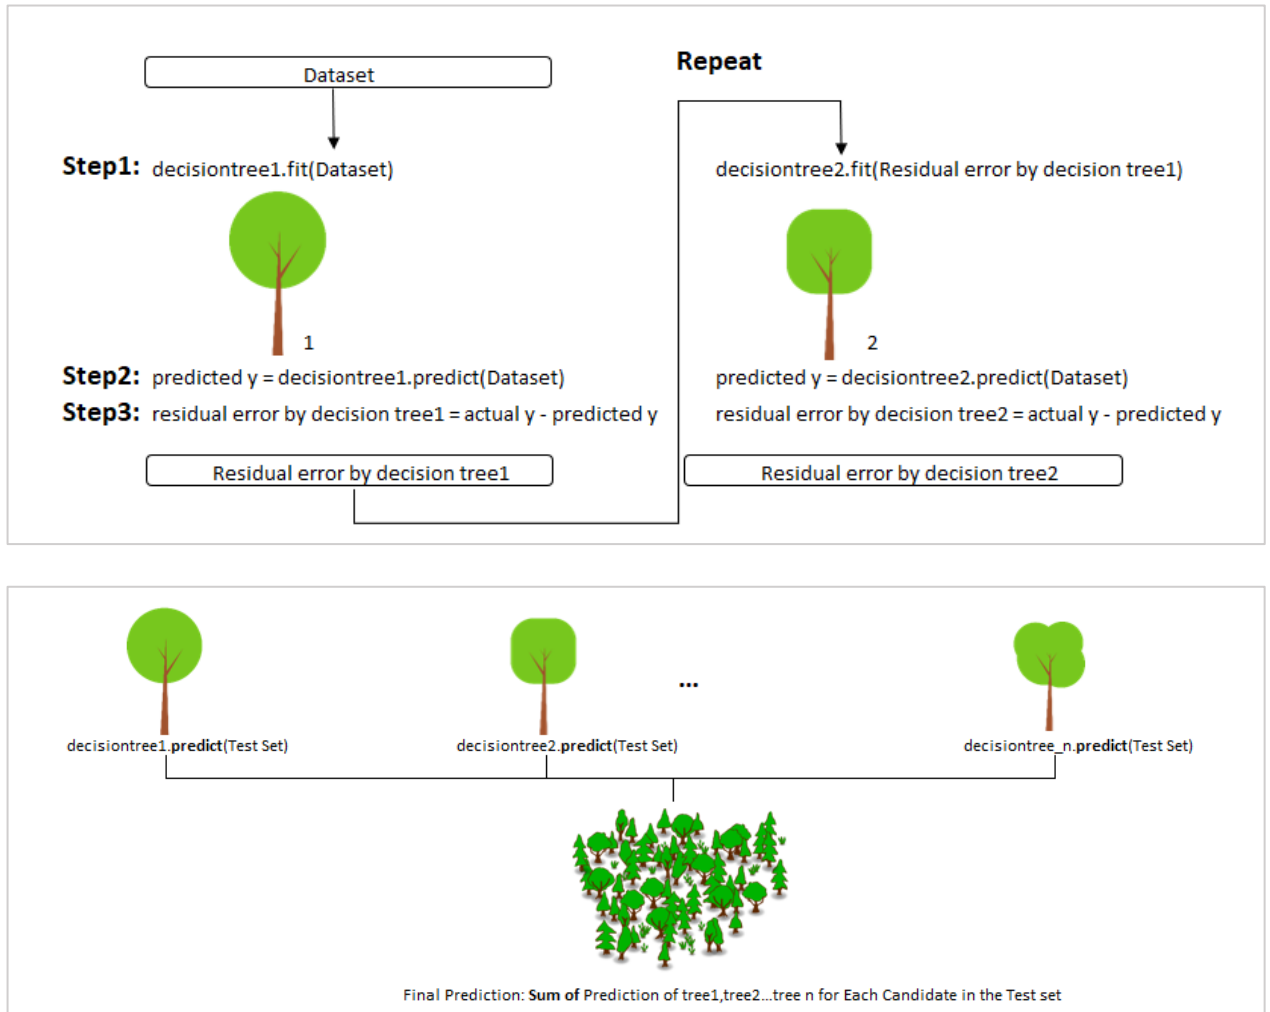 Dataset
Repeat
Step1: decisiontree1.fit(Dataset)
decisiontree2.fit(Residual error by decision tree1)
1
2
Step2: predicted y = decisiontree1.predict(Dataset)
predicted y = decisiontree2.predict(Dataset)
Step3: residual error by decision tree1 = actual y - predicted y
residual error by decision tree2 = actual y - predicted y
Residual error by decision tree1
Residual error by decision tree2
...
decisiontree1.predict(Test Set)
decisiontree2.predict(Test Set)
decisiontree_n.predict(Test Set)
Final Prediction: Sum of Prediction of tree1,tree2...tree n for Each Candidate in the Test set